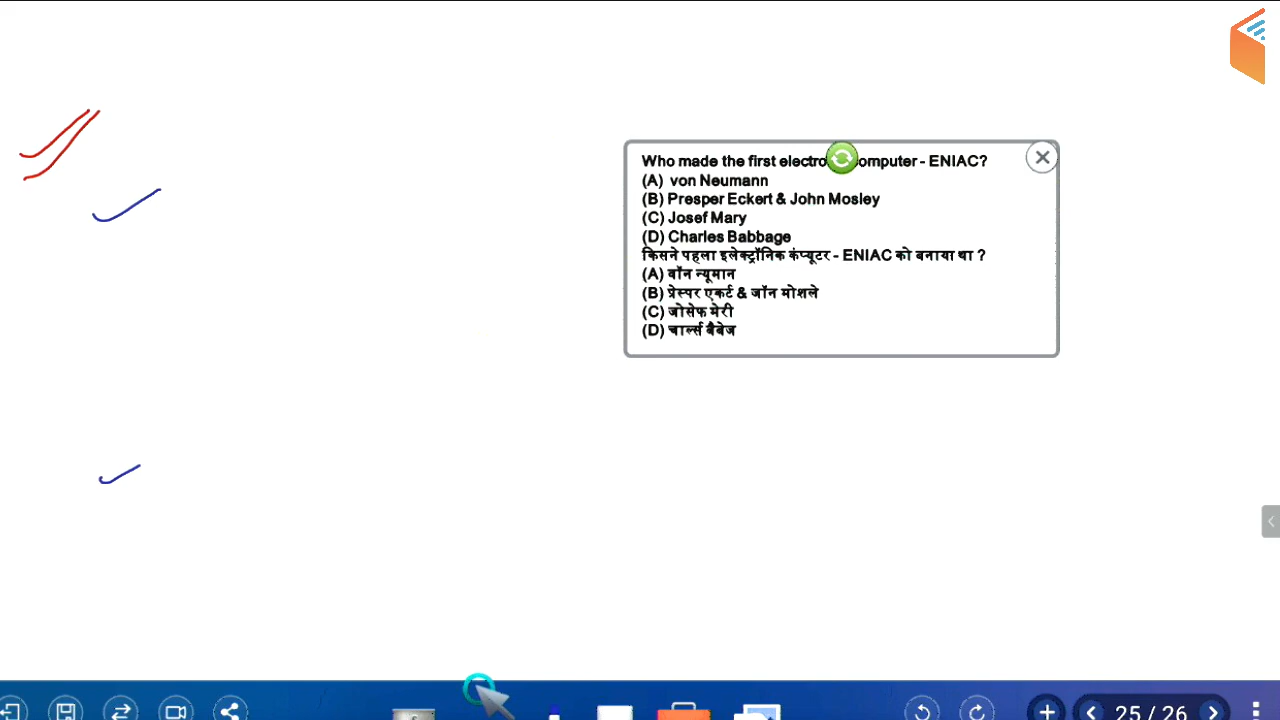 Who made the first electro omputer - ENIAC?
(A) von Neumann
(B) Presper Eckert & John Mosley
(C) Josef Mary
(D) Charles Babbage
किसने पहला इलेक्ट्रॉनिक कंप्यूटर - ENIAC को बनाया था ?
(A) वॉन न्यूमान
(B) प्रेस्पर एकर्ट & जॉन मोशले
(C) जोसेफ मेरी
(D) चार्ल्स बैबेज
25 / 26